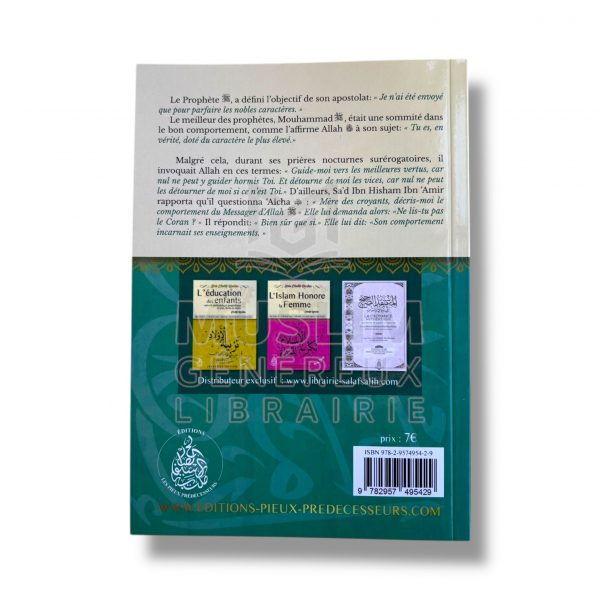 Le Prophète ﷺ, a défini l'objectif de son apostolat: « Je n'ai été envoyé
que pour parfaire les nobles caractères. »
Le meilleur des prophètes, Mouhammad ﷺ, était une sommité dans
le bon comportement, comme l'affirme Allah à son sujet: « Tu es, en
vérité, doté du caractère le plus élevé.»
Malgré cela, durant ses prières nocturnes surérogatoires, il
invoquait Allah en ces termes: « Guide-moi vers les meilleures vertus, car
nul ne peut y guider hormis Toi. Et détourne de moi les vices, car nul ne peut
les détourner de moi si ce n'est Toi.» D'ailleurs, Sa'd Ibn Hisham Ibn 'Amir
rapporta qu'il questionna 'Aicha : « Mère des croyants, décris-moi le
comportement du Messager d'Allah ﷺ » Elle lui demanda alors: «Ne lis-tu pas
le Coran ? » Il répondit: « Bien sûr que si.» Elle lui dit: «Son comportement
incarnait ses enseignements. »
L'éducation
des enfants
L'Islam Honore
la Femme
MUSLIM
GENEREUX
LIBRAIRIE
Distributeur exclusif : www.librairie-salafsalih.com
prix : 7€
ISBN 978-2-9574954-2-9
9 782957 495429
ÉDITIONS
LES PIEUX PRÉDÉCESSEURS
WWW.EDITIONS-PIEUX-PREDECESSEURS.COM